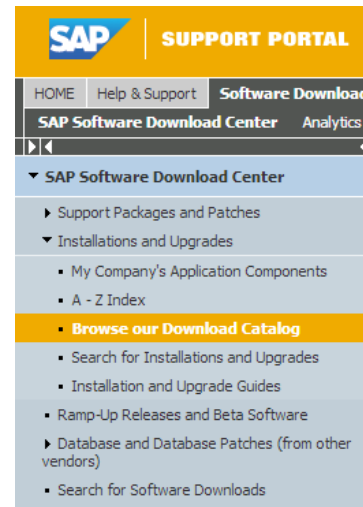 SAP SUPPORT PORTAL
HOME Help & Support Software Download
SAP Software Download Center Analytics
SAP Software Download Center
Support Packages and Patches
Installations and Upgrades
My Company's Application Components
A - Z Index
Browse our Download Catalog
Search for Installations and Upgrades
Installation and Upgrade Guides
Ramp-Up Releases and Beta Software
Database and Database Patches (from other
vendors)
Search for Software Downloads